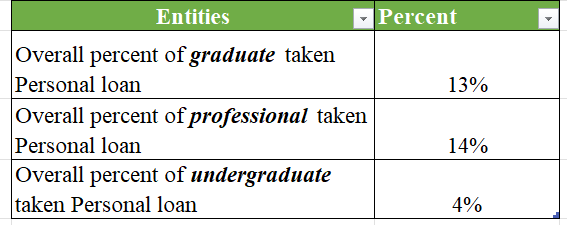 Entities Percent
Overall percent of graduate taken
Personal loan 13%
Overall percent of professional taken
Personal loan 14%
Overall percent of undergraduate
taken Personal loan 4%